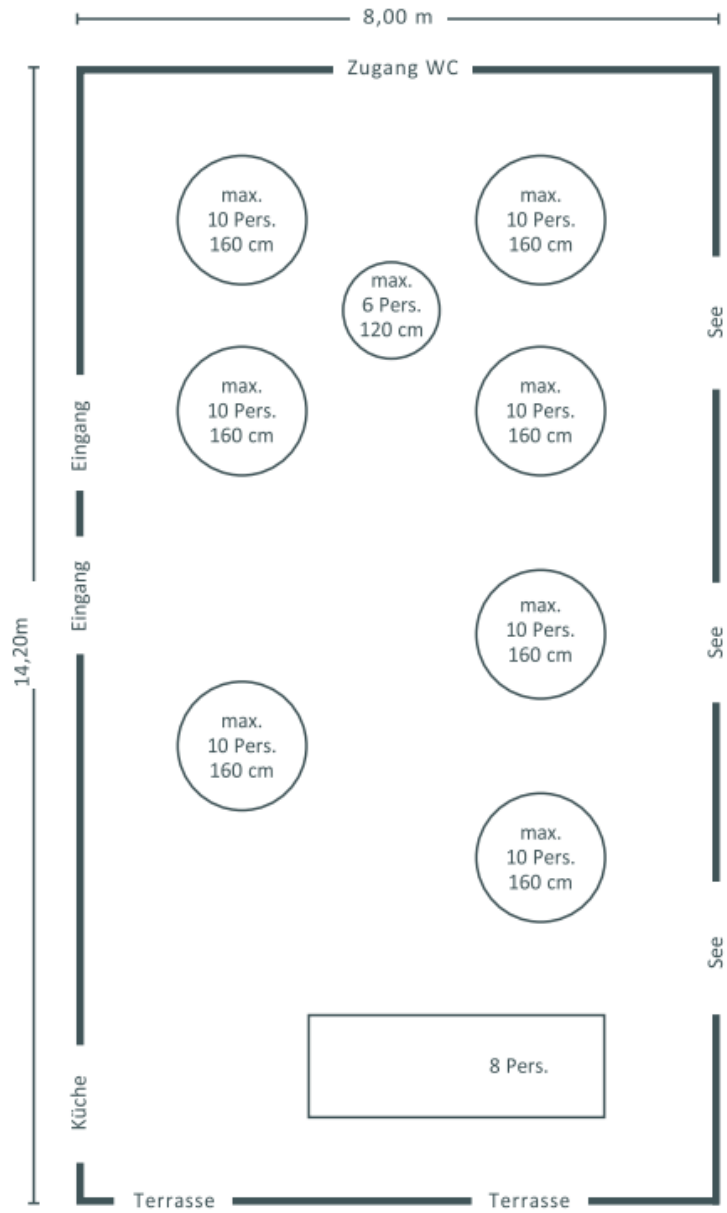 8,00 m
Zugang WC
max.
10 Pers.
160 cm
max.
10 Pers.
160 cm
max.
6 Pers.
120 cm
See
max.
10 Pers.
160 cm
max.
10 Pers.
160 cm
Eingang
Eingang
max.
10 Pers.
160 cm
See
14,20m
max.
10 Pers.
160 cm
max.
10 Pers.
160 cm
See
8 Pers.
Küche
Terrasse
Terrasse